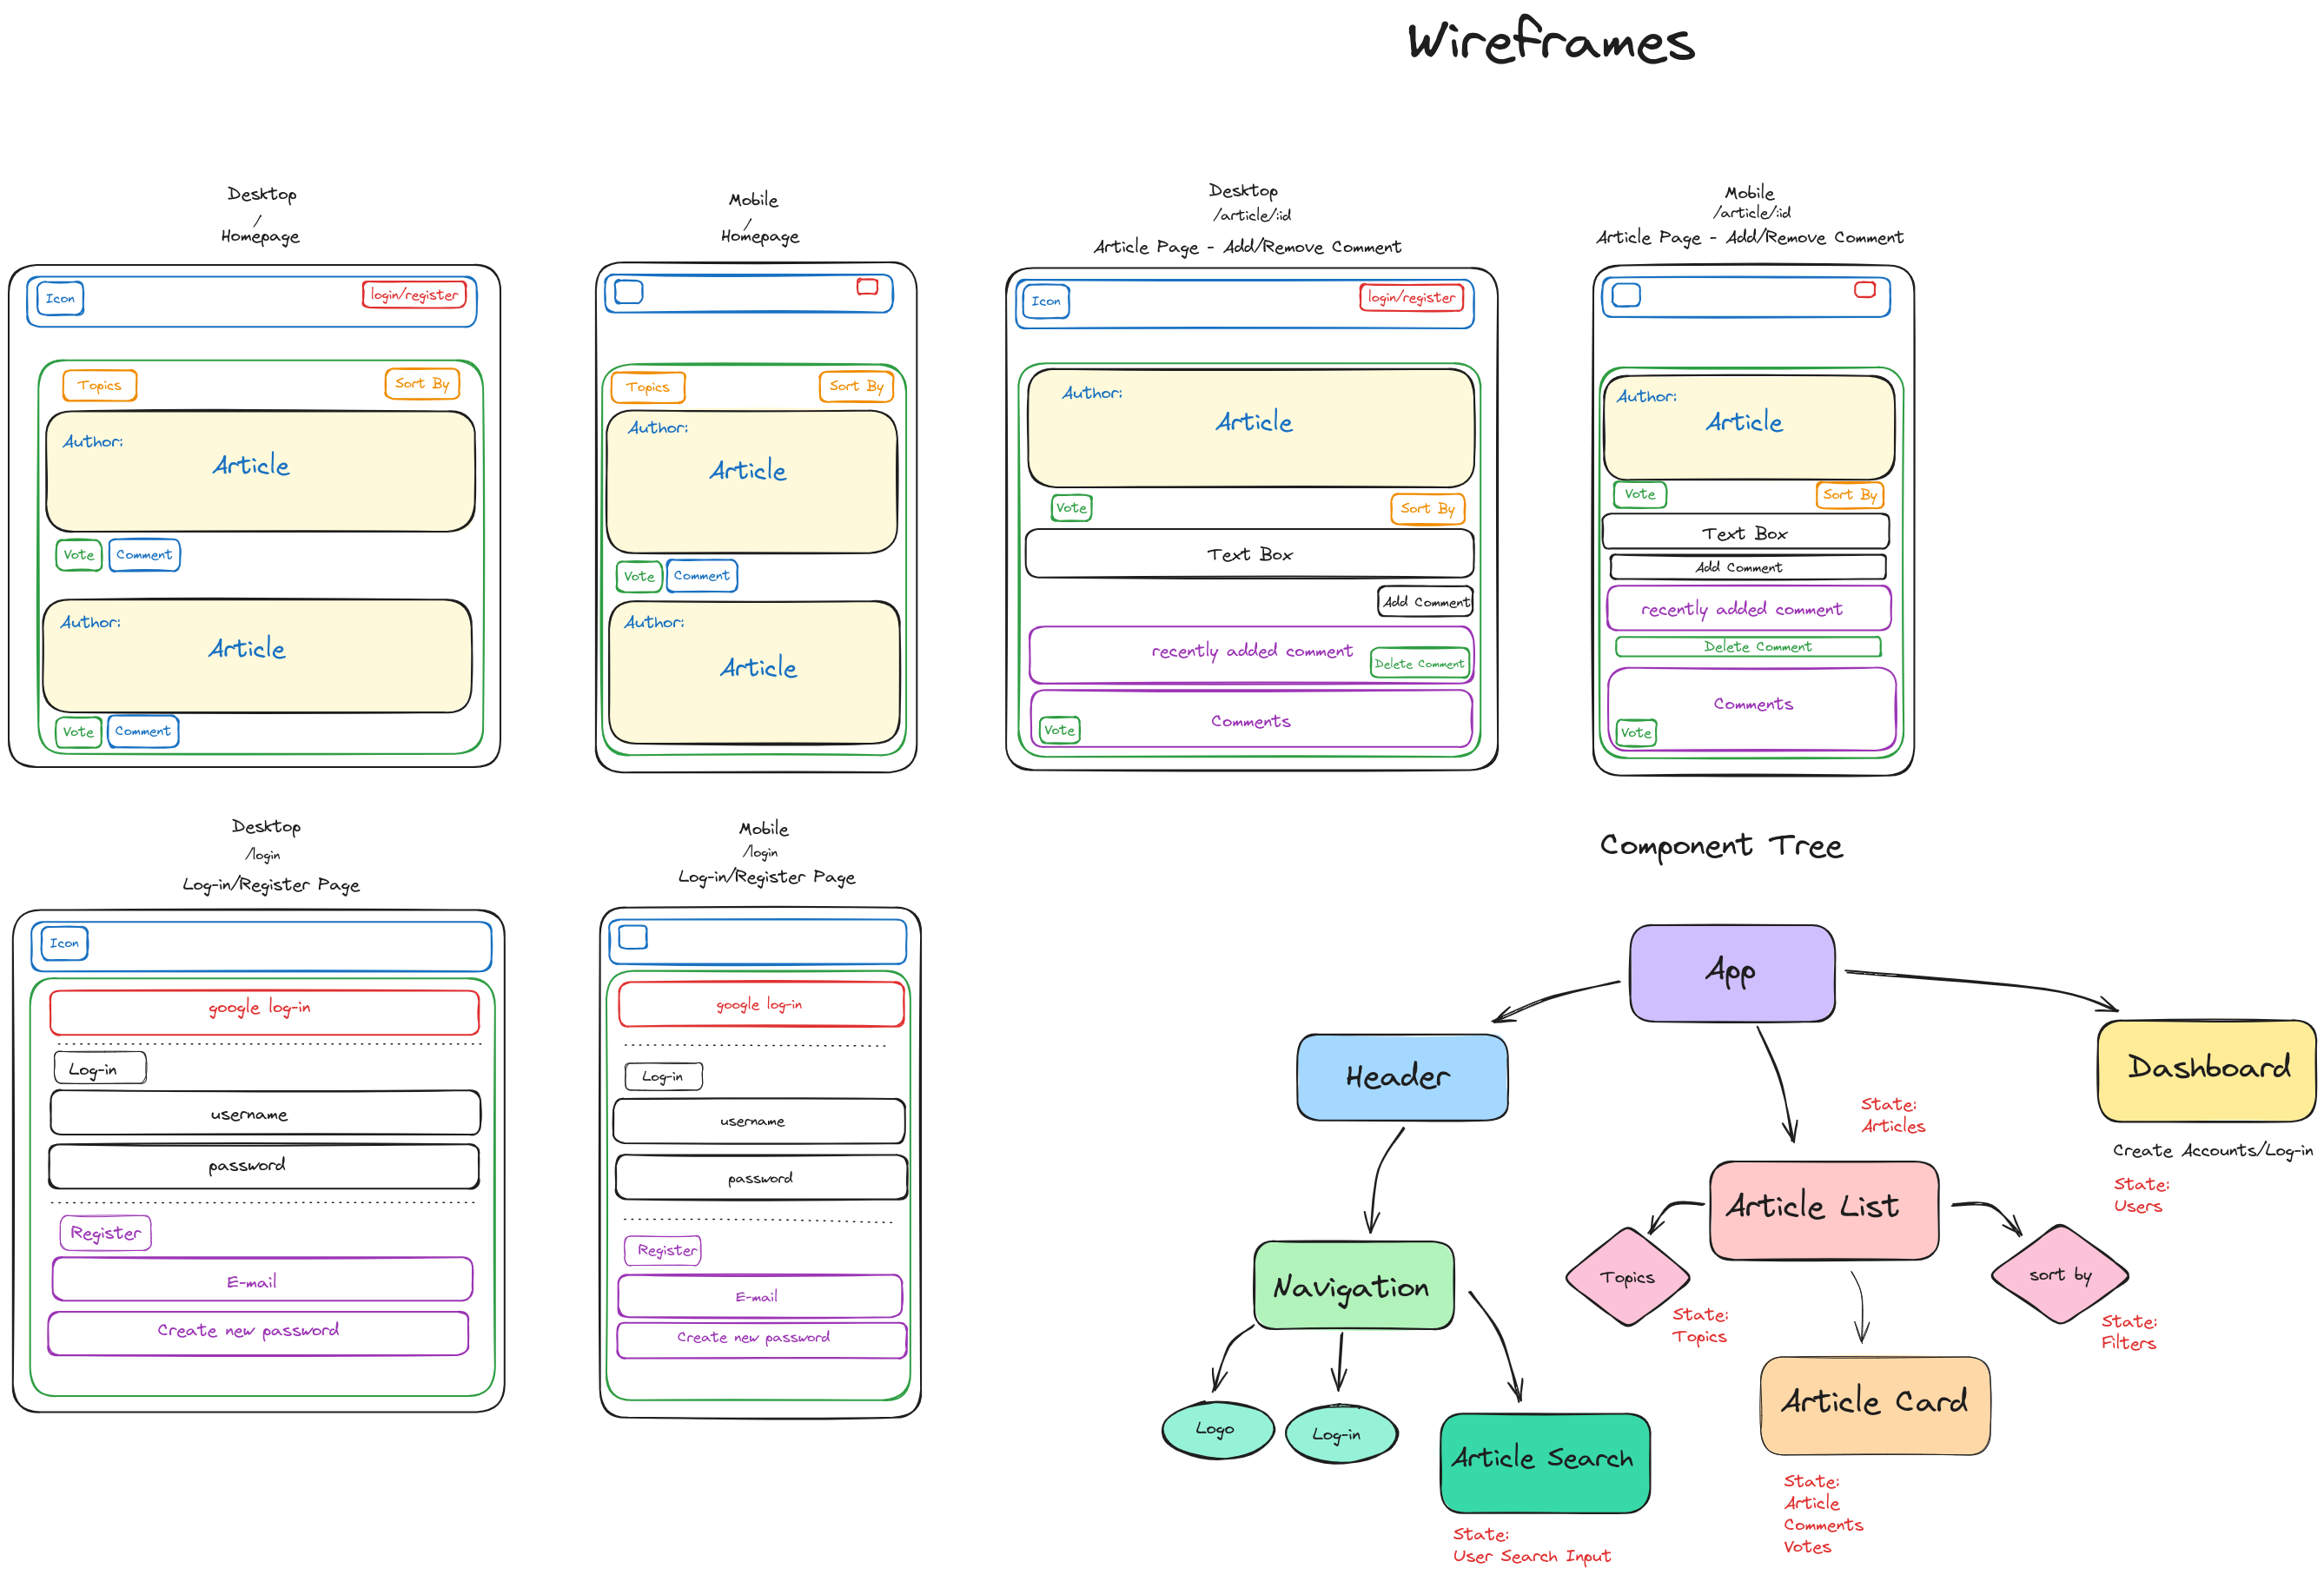 Wireframes
Desktop
/
Homepage
Icon
login/register
Topics
Sort By
Author:
Article
Vote
Comment
Author:
Article
Vote
Comment
Mobile
/
Homepage
Topics
Sort By
Author:
Article
Vote
Comment
Author:
Article
Desktop
/article/:id
Article Page - Add/Remove Comment
Icon
login/register
Author:
Article
Vote
Sort By
Text Box
Add Comment
recently added comment
Delete Comment
Comments
Vote
Mobile
/article/:id
Article Page - Add/Remove Comment
Author:
Article
Vote
Sort By
Text Box
Add Comment
recently added comment
Delete Comment
Comments
Vote
Desktop
/login
Log-in/Register Page
Icon
google log-in
Log-in
username
password
Register
E-mail
Create new password
Mobile
/login
Log-in/Register Page
google log-in
Log-in
username
password
Register
E-mail
Create new password
Component Tree
App
Header
Dashboard
Create Accounts/Log-in
State:
Users
State:
Articles
Article List
Navigation
Topics
State:
Topics
sort by
State:
Filters
Logo
Log-in
Article Search
State:
User Search Input
Article Card
State:
Article
Comments
Votes